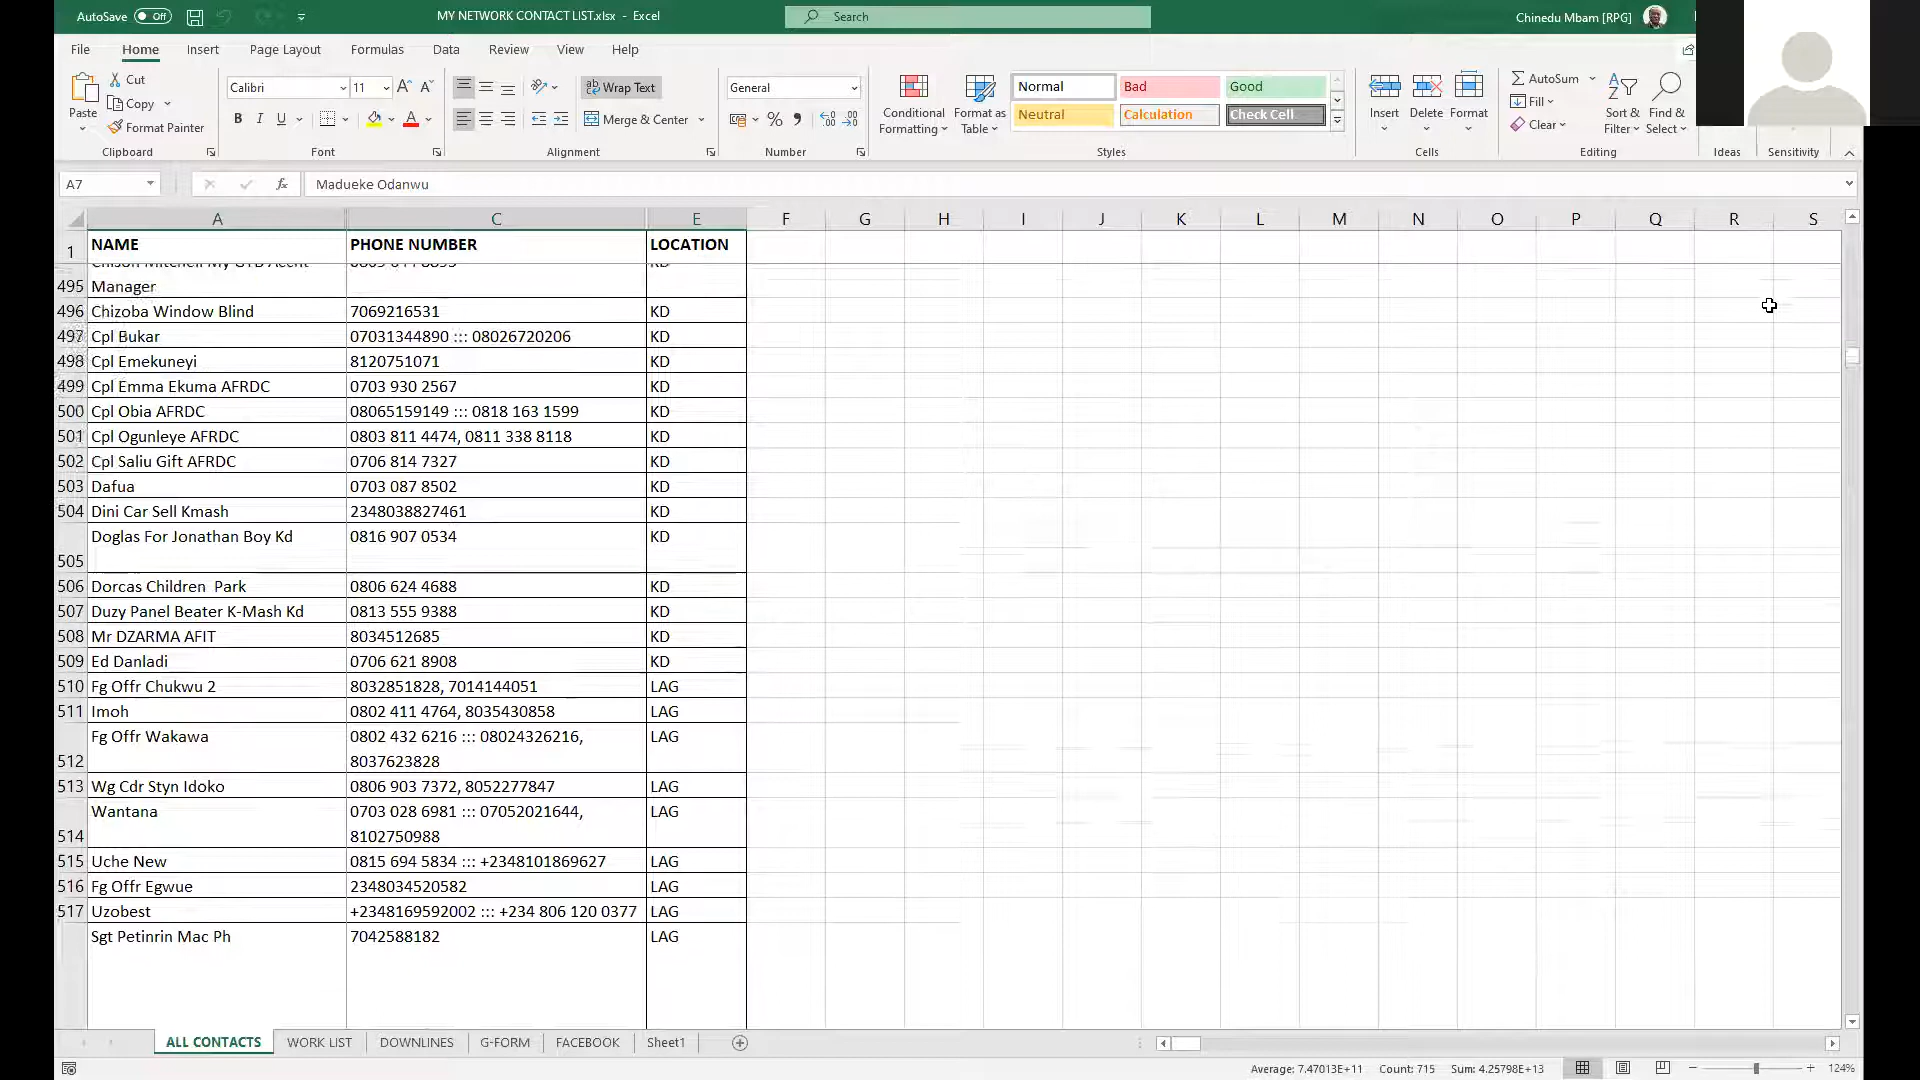 AutoSave Off MY NETWORK CONTACT LIST.xlsx - Excel Search Chinedu Mbam [RPG]
File Home Insert Page Layout Formulas Data Review View Help
Cut
Copy
Format Painter
Paste
Clipboard
Calibri 11
B I U
Font
Wrap Text
Merge & Center
Alignment
General
Number
Conditional Formatting
Format as Table
Normal Bad Good
Neutral Calculation Check Cell
Styles
Insert Delete Format
Cells
AutoSum
Fill
Clear
Sort & Filter
Find & Select
Editing
Ideas Sensitivity
A7 fx Madueke Odanwu
A C E F G H I J K L M N O P Q R S
1 NAME PHONE NUMBER LOCATION
495 Manager
496 Chizoba Window Blind 7069216531 KD
497 Cpl Bukar 07031344890 ::: 08026720206 KD
498 Cpl Emekuneyi 8120751071 KD
499 Cpl Emma Ekuma AFRDC 0703 930 2567 KD
500 Cpl Obia AFRDC 08065159149 ::: 0818 163 1599 KD
501 Cpl Ogunleye AFRDC 0803 811 4474, 0811 338 8118 KD
502 Cpl Saliu Gift AFRDC 0706 814 7327 KD
503 Dafua 0703 087 8502 KD
504 Dini Car Sell Kmash 2348038827461 KD
Doglas For Jonathan Boy Kd 0816 907 0534 KD
505
506 Dorcas Children  Park 0806 624 4688 KD
507 Duzy Panel Beater K-Mash Kd 0813 555 9388 KD
508 Mr DZARMA AFIT 8034512685 KD
509 Ed Danladi 0706 621 8908 KD
510 Fg Offr Chukwu 2 8032851828, 7014144051 LAG
511 Imoh 0802 411 4764, 8035430858 LAG
Fg Offr Wakawa 0802 432 6216 ::: 08024326216, LAG
512 8037623828
513 Wg Cdr Styn Idoko 0806 903 7372, 8052277847 LAG
Wantana 0703 028 6981 ::: 07052021644, LAG
514 8102750988
515 Uche New 0815 694 5834 ::: +2348101869627 LAG
516 Fg Offr Egwue 2348034520582 LAG
517 Uzobest +2348169592002 ::: +234 806 120 0377 LAG
Sgt Petinrin Mac Ph 7042588182 LAG
ALL CONTACTS WORK LIST DOWNLINES G-FORM FACEBOOK Sheet1
Average: 7.47013E+11 Count: 715 Sum: 4.25798E+13 124%